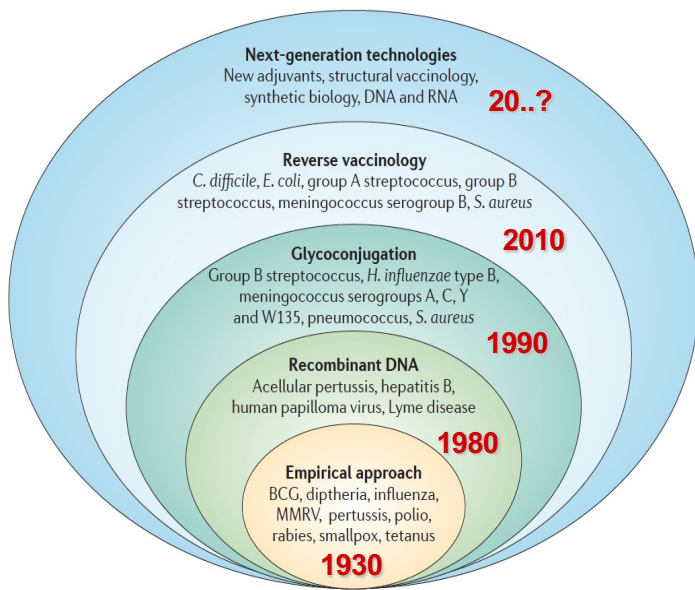 Next-generation technologies
New adjuvants, structural vaccinology,
synthetic biology, DNA and RNA
20..?
Reverse vaccinology
C. difficile, E. coli, group A streptococcus, group B
streptococcus, meningococcus serogroup B, S. aureus
2010
Glycoconjugation
Group B streptococcus, H. influenzae type B,
meningococcus serogroups A, C, Y
and W135, pneumococcus, S. aureus
1990
Recombinant DNA
Acellular pertussis, hepatitis B,
human papilloma virus, Lyme disease
1980
Empirical approach
BCG, diptheria, influenza,
MMRV, pertussis, polio,
rabies, smallpox, tetanus
1930